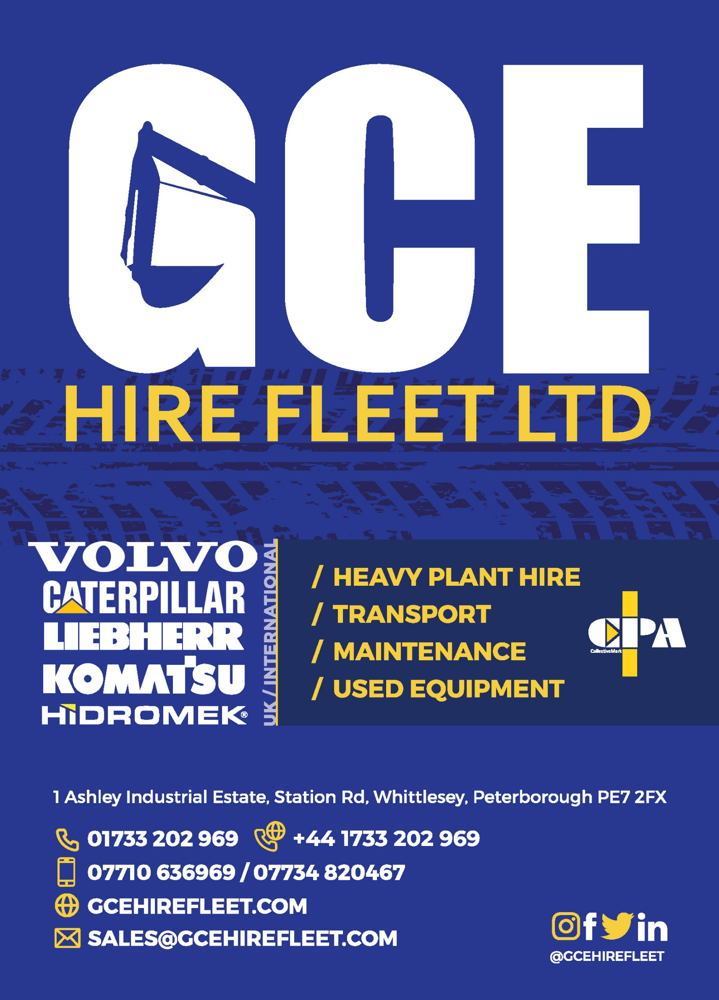 GCE
HIRE FLEET LTD
VOLVO
CATERPILLAR
LIEBHERR
KOMATSU
HiDROMEK®
UK / INTERNATIONAL
/ HEAVY PLANT HIRE
/ TRANSPORT
/ MAINTENANCE
/ USED EQUIPMENT
CPA
CollectiveMark
1 Ashley Industrial Estate, Station Rd, Whittlesey, Peterborough PE7 2FX
01733 202 969 +44 1733 202 969
07710 636969 / 07734 820467
GCEHIREFLEET.COM
SALES@GCEHIREFLEET.COM
f in
@GCEHIREFLEET